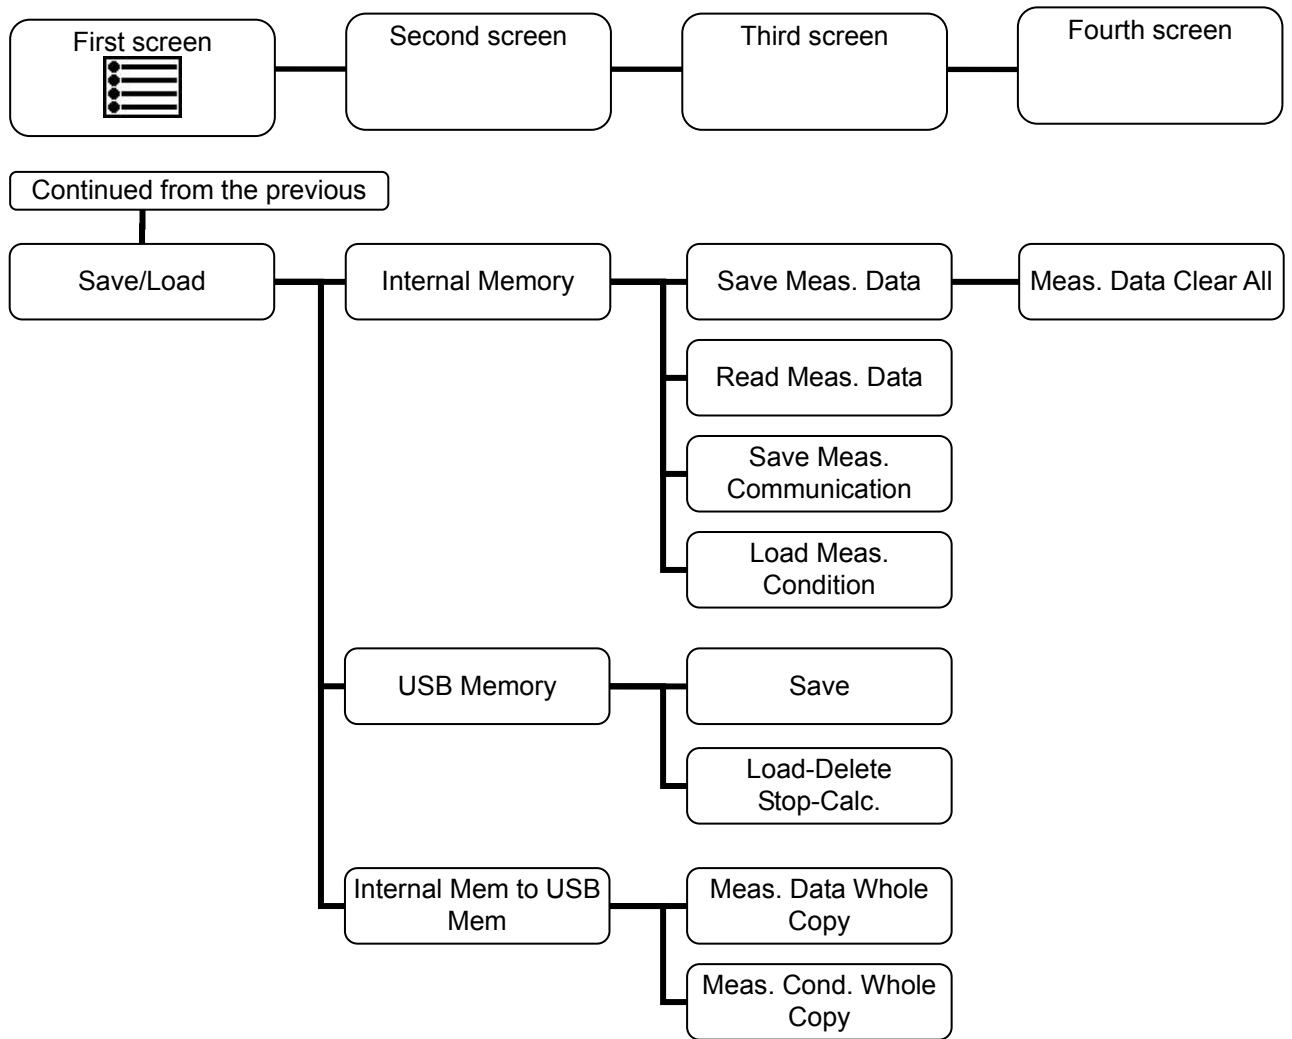 First screen
Second screen
Third screen
Fourth screen
Continued from the previous
Save/Load
Internal Memory
Save Meas. Data
Meas. Data Clear All
Read Meas. Data
Save Meas.
Communication
Load Meas.
Condition
USB Memory
Save
Load-Delete
Stop-Calc.
Internal Mem to USB
Mem
Meas. Data Whole
Copy
Meas. Cond. Whole
Copy